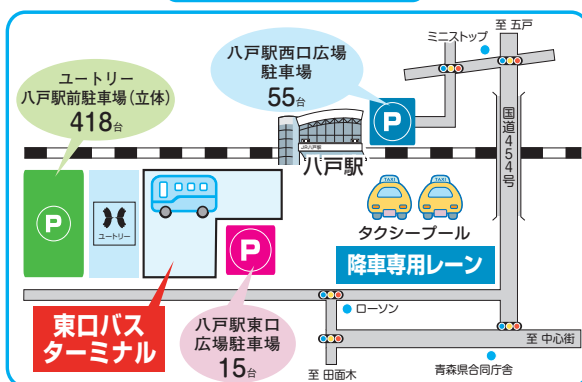 至 五戸
ミニストップ
八戸駅西口広場
駐車場
55台
P
ユートリー
八戸駅前駐車場(立体)
418台
国道454号
JR八戸駅
八戸駅
TAXI
TAXI
タクシープール
P
ユートリー
P
降車専用レーン
東口バス
ターミナル
八戸駅東口
広場駐車場
15台
ローソン
至 中心街
至 田面木
青森県合同庁舎